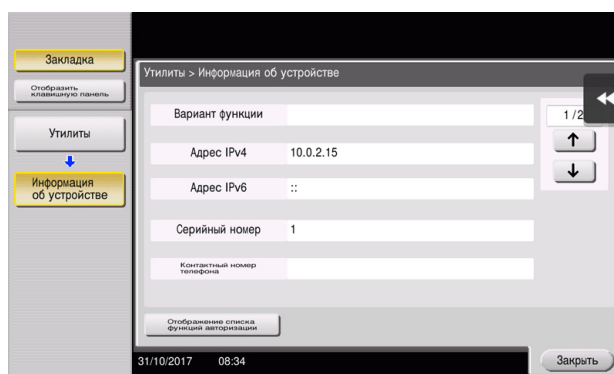 Закладка
Отобразить
клавишную панель
Утилиты
Информация
об устройстве
Утилиты > Информация об устройстве
Вариант функции
1/2
Адрес IPv4 10.0.2.15
Адрес IPv6 ::
Серийный номер 1
Контактный номер
телефона
Отображение списка
функций авторизации
31/10/2017 08:34
Закрыть